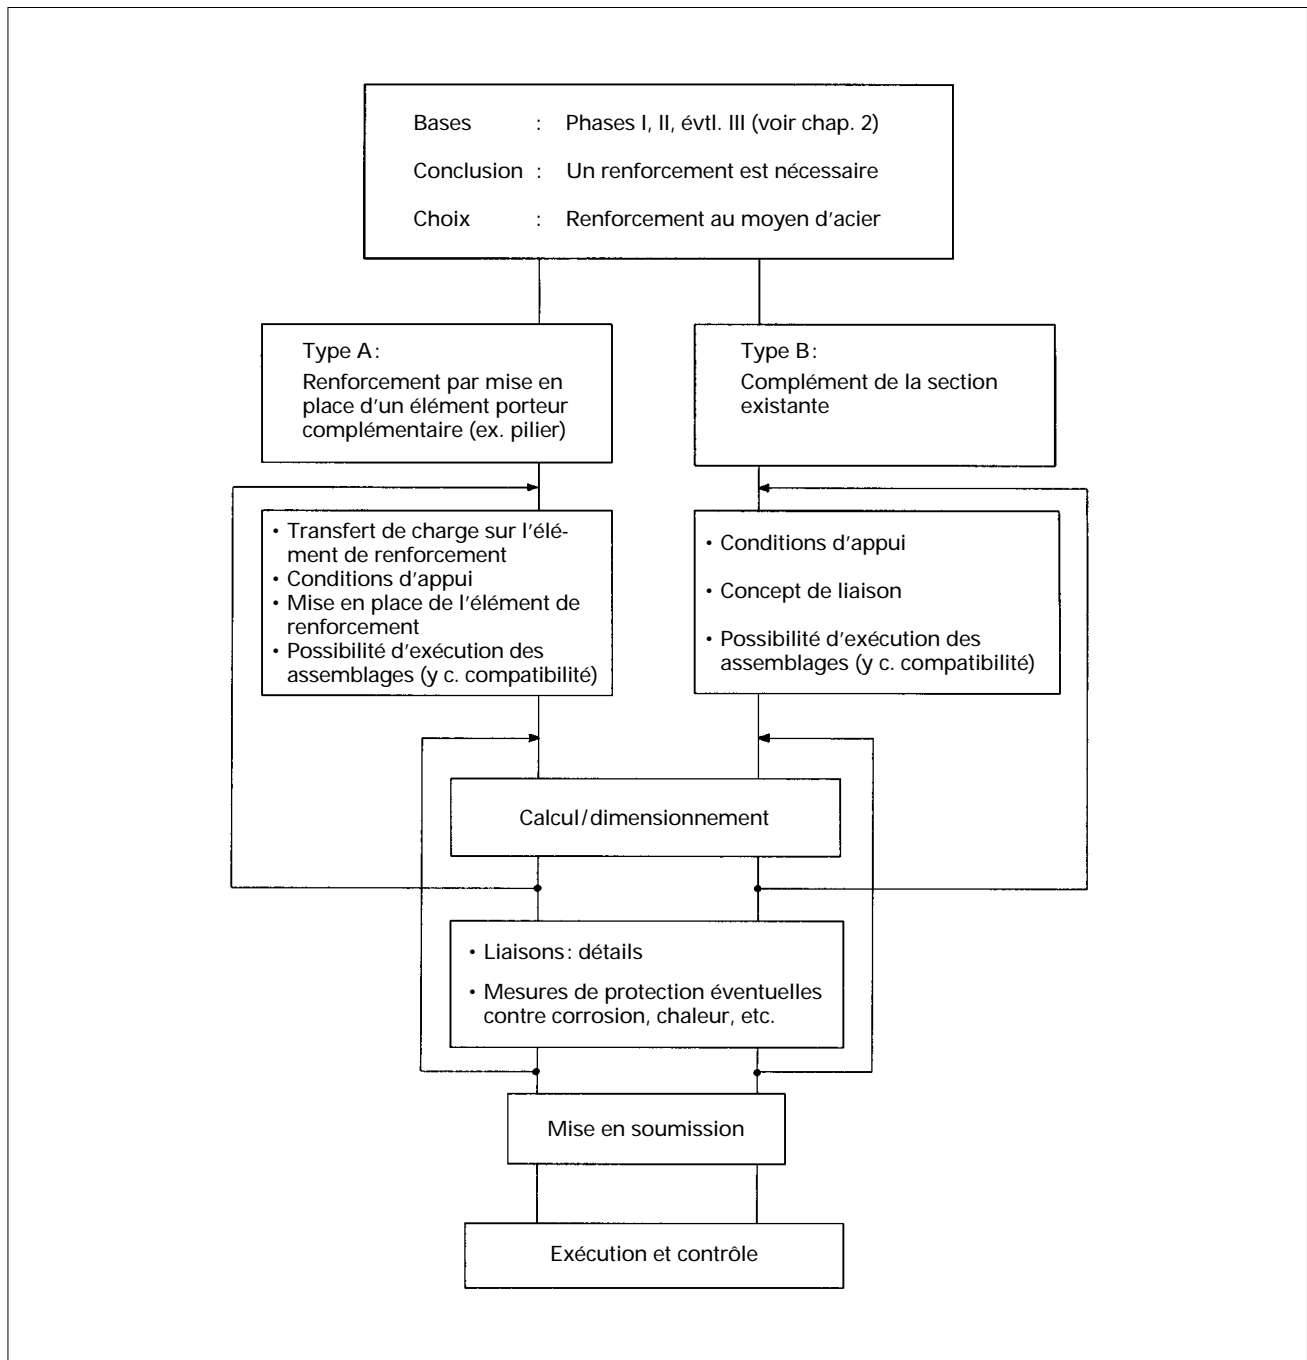 Bases : Phases I, II, évtl. III (voir chap. 2)
Conclusion : Un renforcement est nécessaire
Choix : Renforcement au moyen d'acier
Type A:
Renforcement par mise en
place d'un élément porteur
complémentaire (ex. pilier)
Type B:
Complément de la section
existante
• Transfert de charge sur l'élé-
ment de renforcement
• Conditions d'appui
• Mise en place de l'élément de
renforcement
• Possibilité d'exécution des
assemblages (y c. compatibilité)
• Conditions d'appui
• Concept de liaison
• Possibilité d'exécution des
assemblages (y c. compatibilité)
Calcul/dimensionnement
• Liaisons: détails
• Mesures de protection éventuelles
contre corrosion, chaleur, etc.
Mise en soumission
Exécution et contrôle